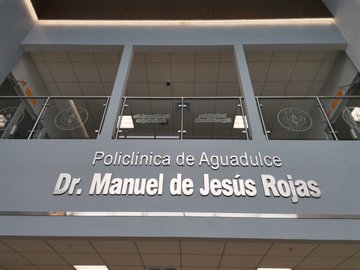 Policlínica de Aguadulce
Dr. Manuel de Jesús Rojas